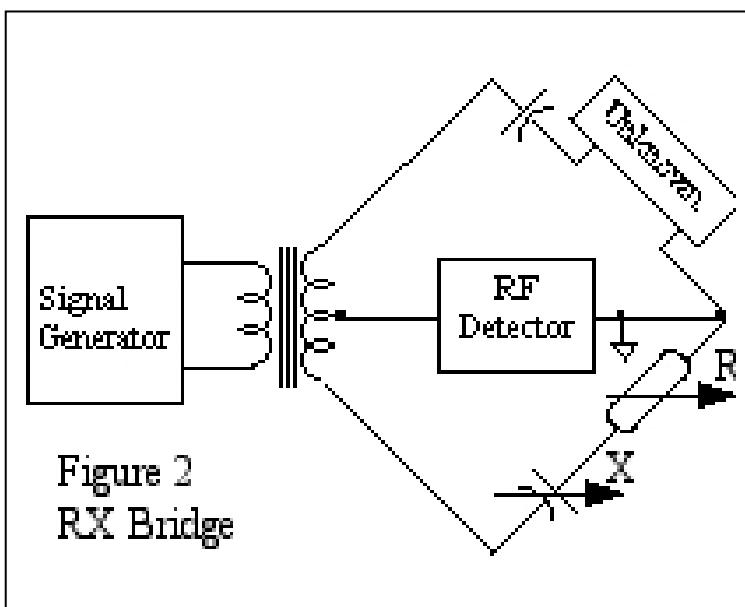 Unknown
Signal
Generator
RF
Detector
R
X
Figure 2
RX Bridge